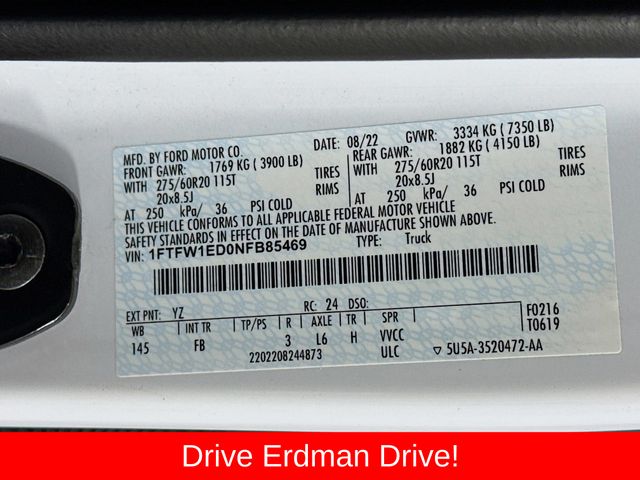 MFD. BY FORD MOTOR CO. DATE: 08/22 GVWR: 3334 KG ( 7350 LB)
FRONT GAWR: 1769 KG ( 3900 LB) REAR GAWR: 1882 KG ( 4150 LB)
WITH 275/60R20 115T TIRES WITH 275/60R20 115T TIRES
20x8.5J RIMS 20x8.5J RIMS
AT 250 kPa/ 36 PSI COLD AT 250 kPa/ 36 PSI COLD
THIS VEHICLE CONFORMS TO ALL APPLICABLE FEDERAL MOTOR VEHICLE
SAFETY STANDARDS IN EFFECT ON THE DATE OF MANUFACTURE SHOWN ABOVE.
VIN: 1FTFW1ED0NFB85469 TYPE: Truck
EXT PNT: YZ RC: 24 DSO: F0216
WB INT TR TP/PS R AXLE TR SPR T0619
145 FB 3 L6 H VVCC
2202208244873 ULC ▽ 5U5A-3520472-AA
Drive Erdman Drive!